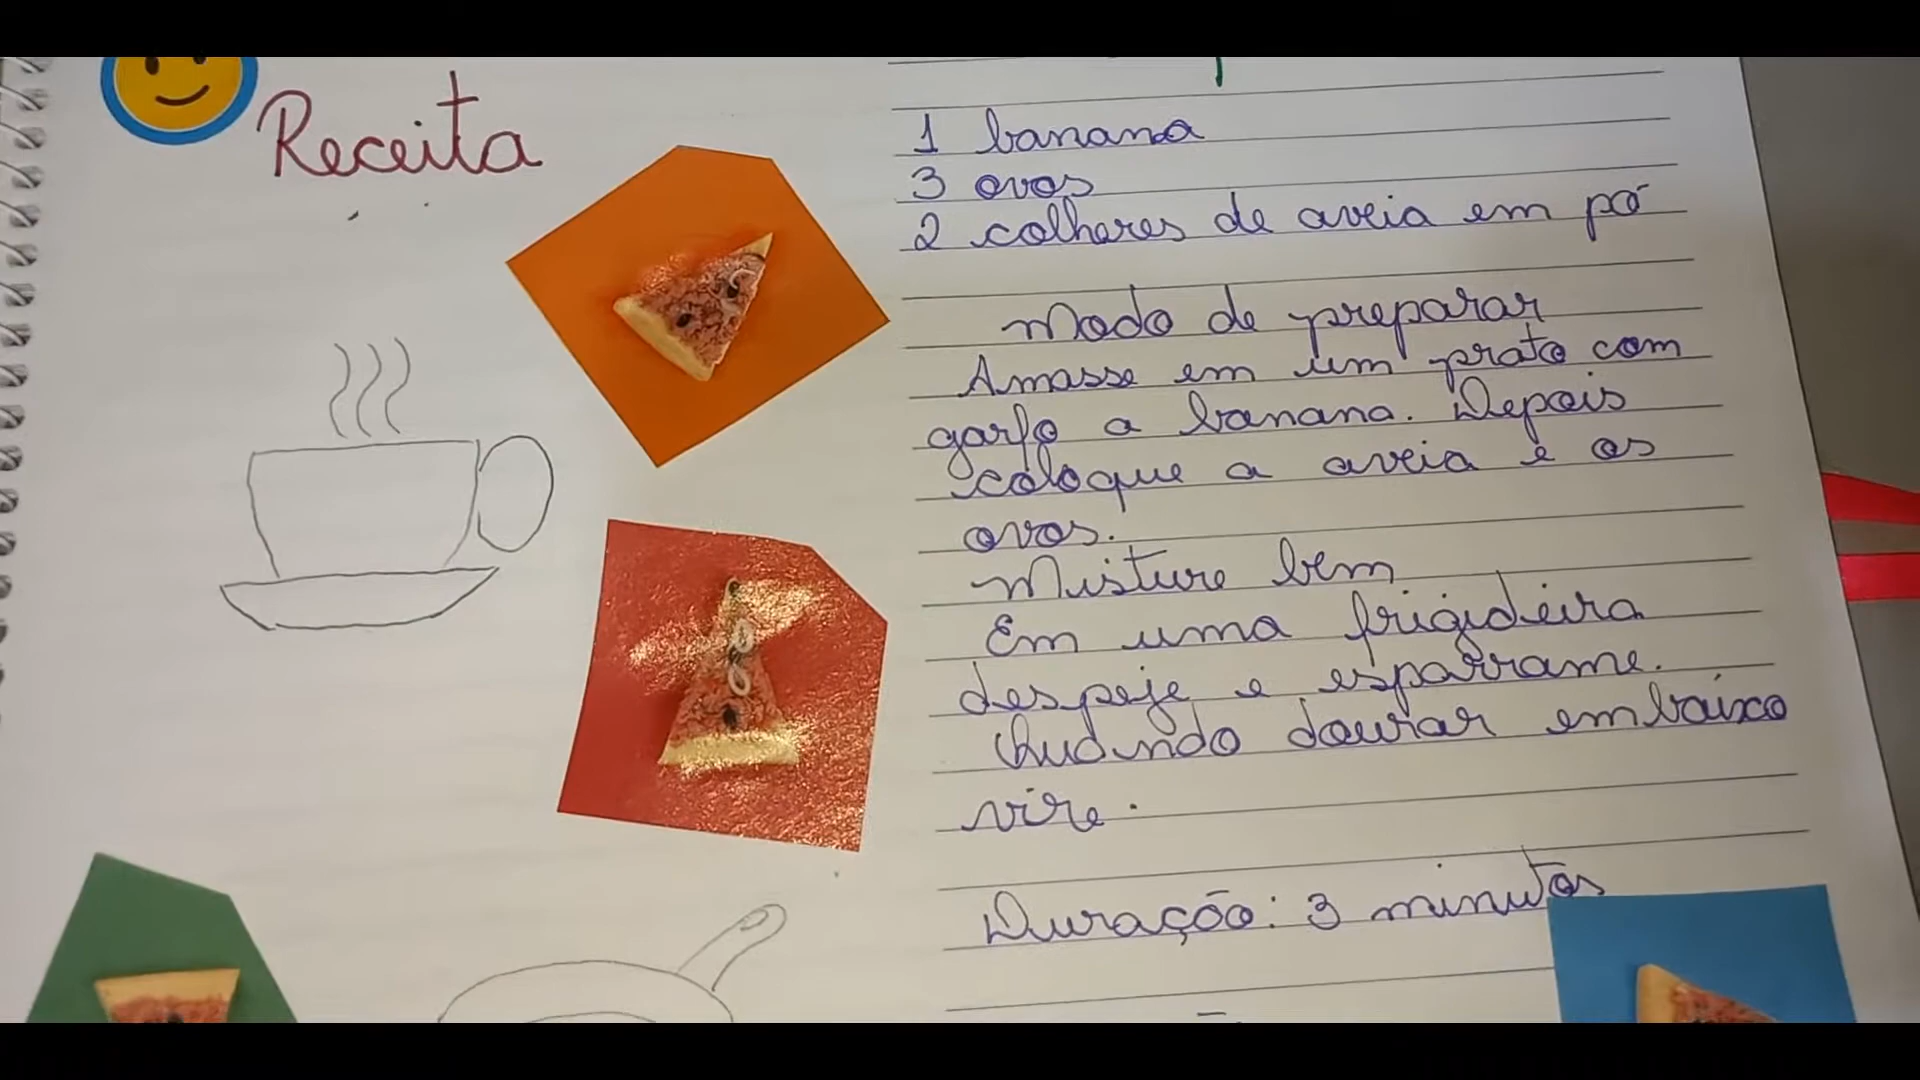 Receita
1 banana
3 ovos
2 colheres de aveia em pó
Modo de preparar
Amasse em um prato com
garfo a banana. Depois
coloque a aveia e os
ovos.
Misture bem
Em uma frigideira
despeje e esparrame.
dourar embaixo
vire.
Duração: 3 minutos